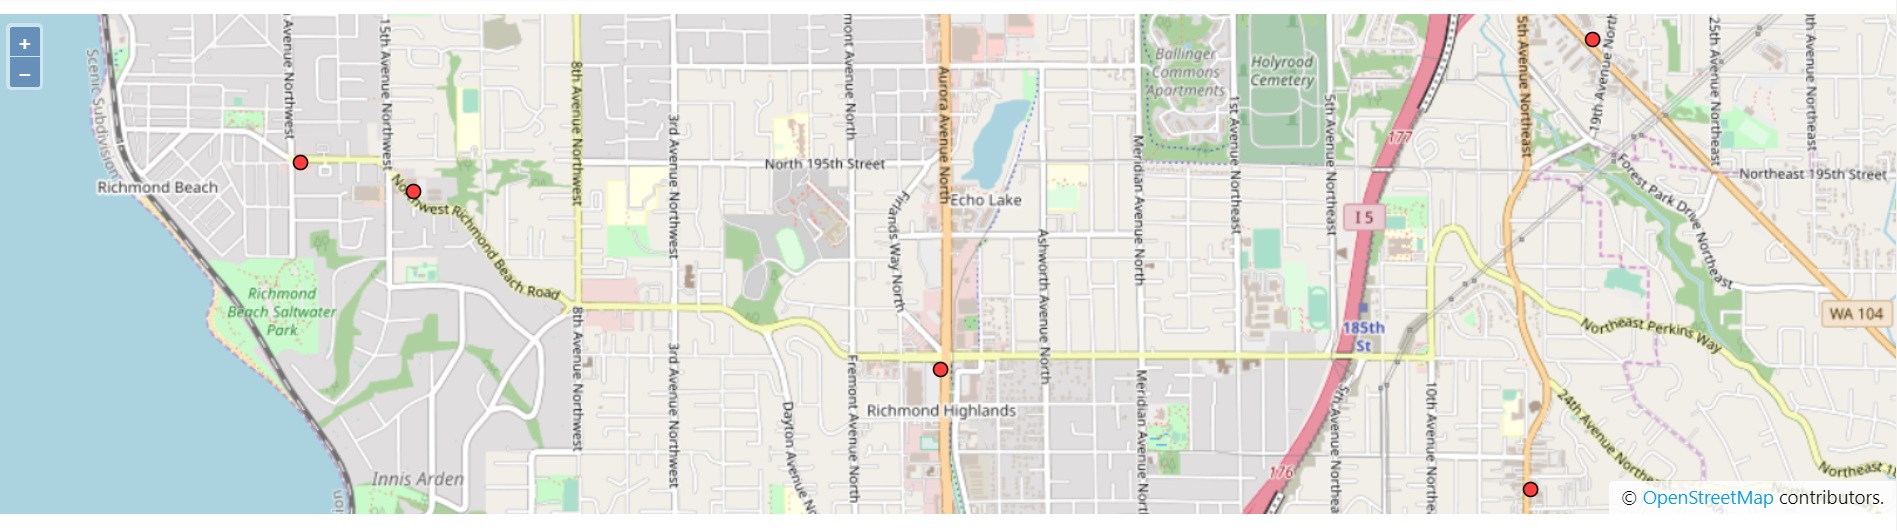 +
−
Scenic Subdivision
Avenue Northwest
15th Avenue Northwest
8th Avenue Northwest
3rd Avenue Northwest
mont Avenue North
Aurora Avenue North
Ballinger
Commons
Apartments
Holyrood
Cemetery
1st Avenue Northeast
5th Avenue Northeast
177
5th Avenue Northeast
19th Avenue Nor
25th Avenue Northeast
0th Avenue North
Meridian Avenue North
North 195th Street
Northeast 195th Street
Forest Park Drive Northeast
Richmond Beach
Northwest Richmond Beach Road
Firlands Way North
Echo Lake
I 5
Ashworth Avenue North
Richmond
Beach Saltwater
Park
185th
St
WA 104
Northeast Perkins Way
8th Avenue Northwest
3rd Avenue Northwest
Fremont Avenue North
Dayton Avenue No
Richmond Highlands
Meridian Avenue Nort
5th Avenue Northea
10th Avenue Northe
24th Avenue Northeast
Innis Arden
176
Northeast 1
© OpenStreetMap contributors.